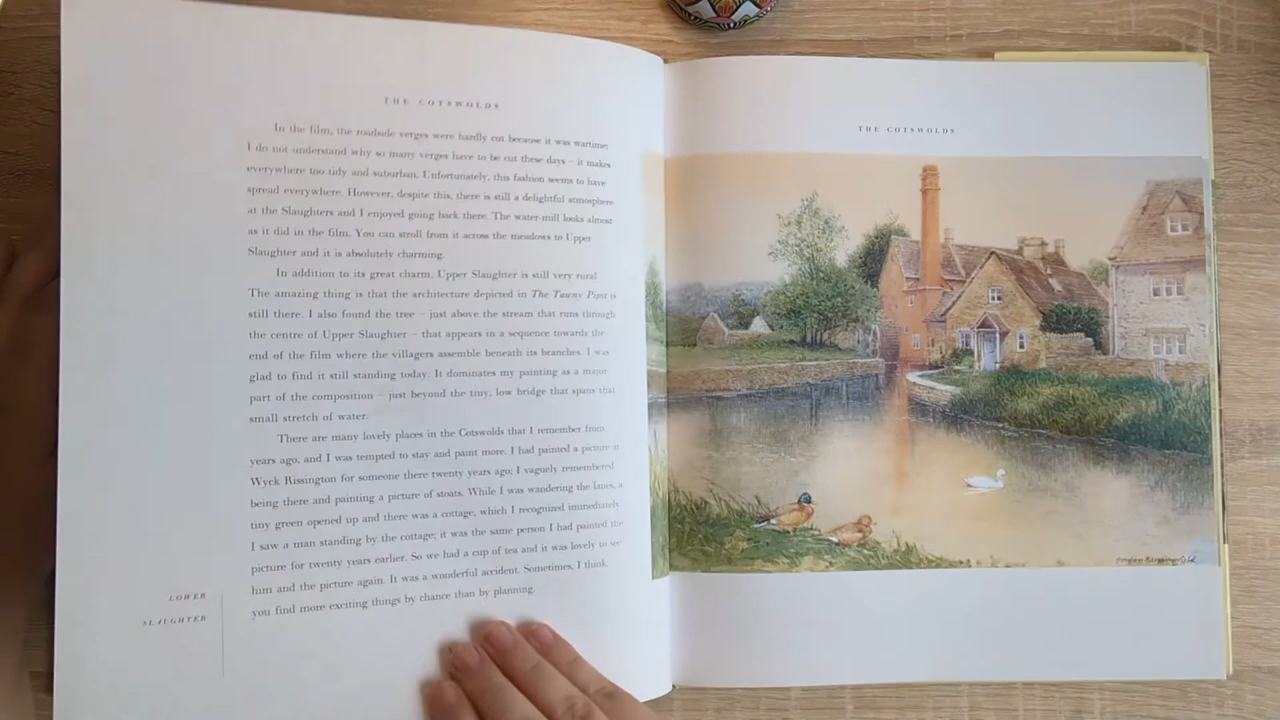 THE COTSWOLDS
In the film, the roadside verges were hardly cut because it was wartime;
I do not understand why so many verges have to be cut these days – it makes
everywhere too tidy and suburban. Unfortunately, this fashion seems to have
spread everywhere. However, despite this, there is still a delightful atmosphere
at the Slaughters and I enjoyed going back there. The water-mill looks almost
as it did in the film. You can stroll from it across the meadows to Upper
Slaughter and it is absolutely charming.
In addition to its great charm, Upper Slaughter is still very rural
The amazing thing is that the architecture depicted in The Tawny Pipit is
still there. I also found the tree – just above the stream that runs through
the centre of Upper Slaughter – that appears in a sequence towards the
end of the film where the villagers assemble beneath its branches. I was
glad to find it still standing today. It dominates my painting as a major
part of the composition – just beyond the tiny, low bridge that spans that
small stretch of water.
There are many lovely places in the Cotswolds that I remember from
years ago, and I was tempted to stay and paint more. I had painted a picture at
Wyck Rissington for someone there twenty years ago; I vaguely remembered
being there and painting a picture of stoats. While I was wandering the lanes, a
tiny green opened up and there was a cottage, which I recognized immediately
I saw a man standing by the cottage; it was the same person I had painted the
picture for twenty years earlier. So we had a cup of tea and it was lovely to see
him and the picture again. It was a wonderful accident. Sometimes, I think,
you find more exciting things by chance than by planning.
LOWER
SLAUGHTER
THE COTSWOLDS